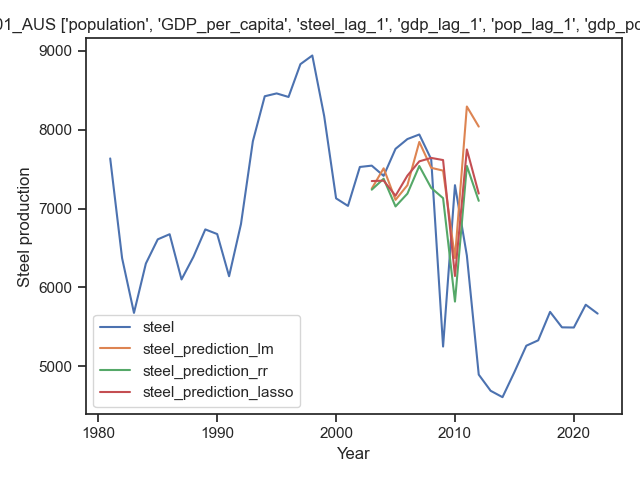 01_AUS ['population', 'GDP_per_capita', 'steel_lag_1', 'gdp_lag_1', 'pop_lag_1', 'gdp_po
9000
8000
7000
6000
5000
Steel production
steel
steel_prediction_lm
steel_prediction_rr
steel_prediction_lasso
1980 1990 2000 2010 2020
Year